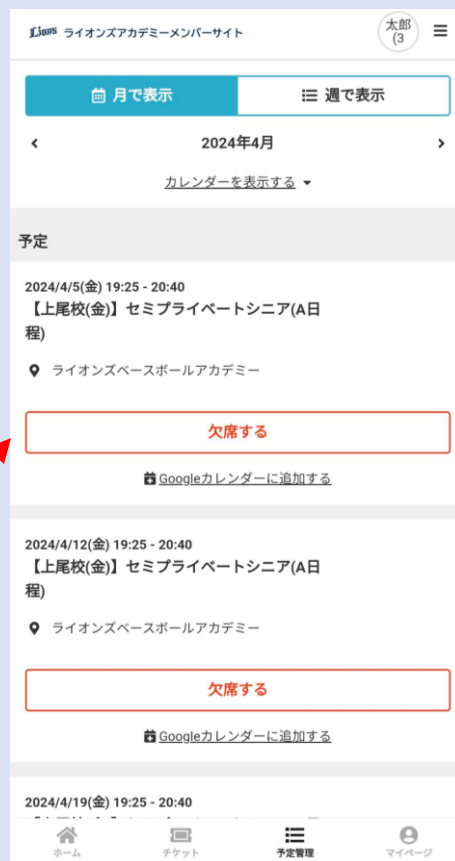 Lions ライオンズアカデミーメンバーサイト
太郎
(3
月で表示
週で表示
2024年4月
カレンダーを表示する
予定
2024/4/5(金) 19:25 - 20:40
【上尾校(金)】セミプライベートシニア(A日
程)
ライオンズベースボールアカデミー
欠席する
Googleカレンダーに追加する
2024/4/12(金) 19:25 - 20:40
【上尾校(金)】セミプライベートシニア(A日
程)
ライオンズベースボールアカデミー
欠席する
Googleカレンダーに追加する
2024/4/19(金) 19:25 - 20:40
ホーム
チケット
予定管理
マイページ